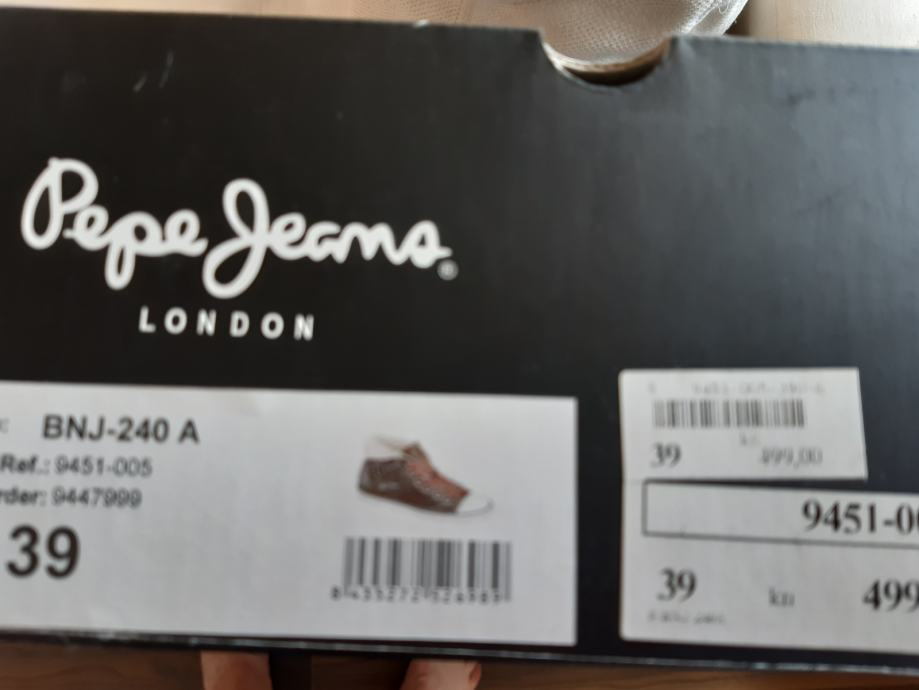 Pepe Jeans®
LONDON
BNJ-240 A
Ref.: 9451-005
rder: 9447999
39
39 499,00
9451-0
39 kn 499